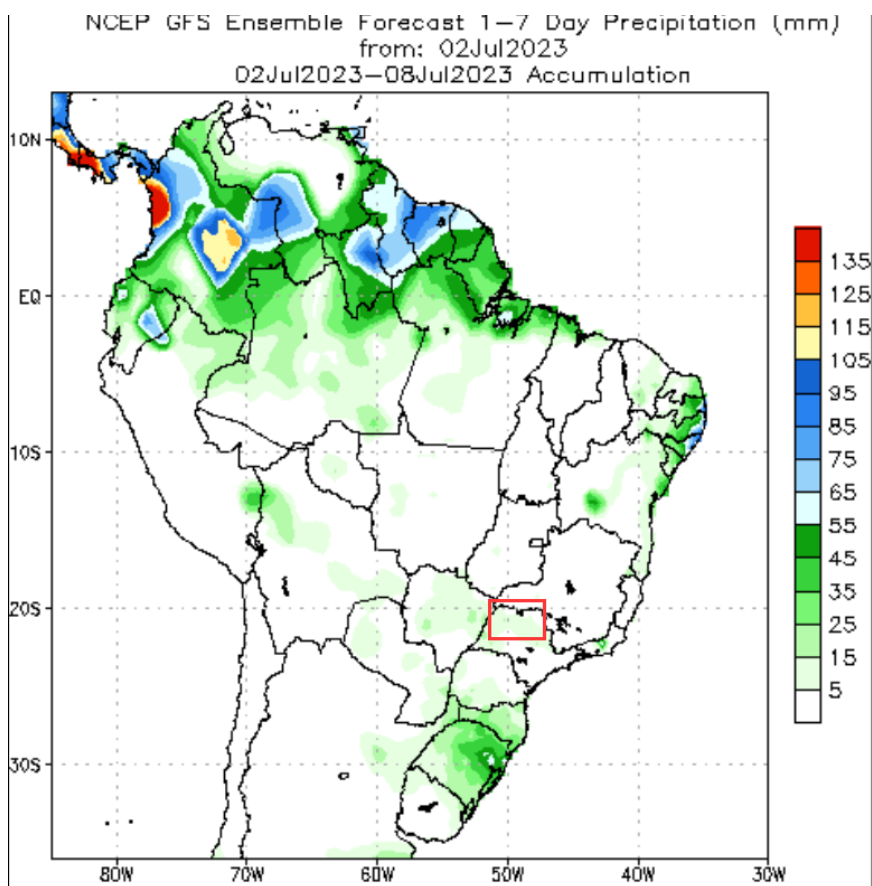 NCEP GFS Ensemble Forecast 1-7 Day Precipitation (mm)
from: 02Jul2023
02Jul2023-08Jul2023 Accumulation
10N
EQ
10S
20S
30S
80W 70W 60W 50W 40W 30W
135
125
115
105
95
85
75
65
55
45
35
25
15
5